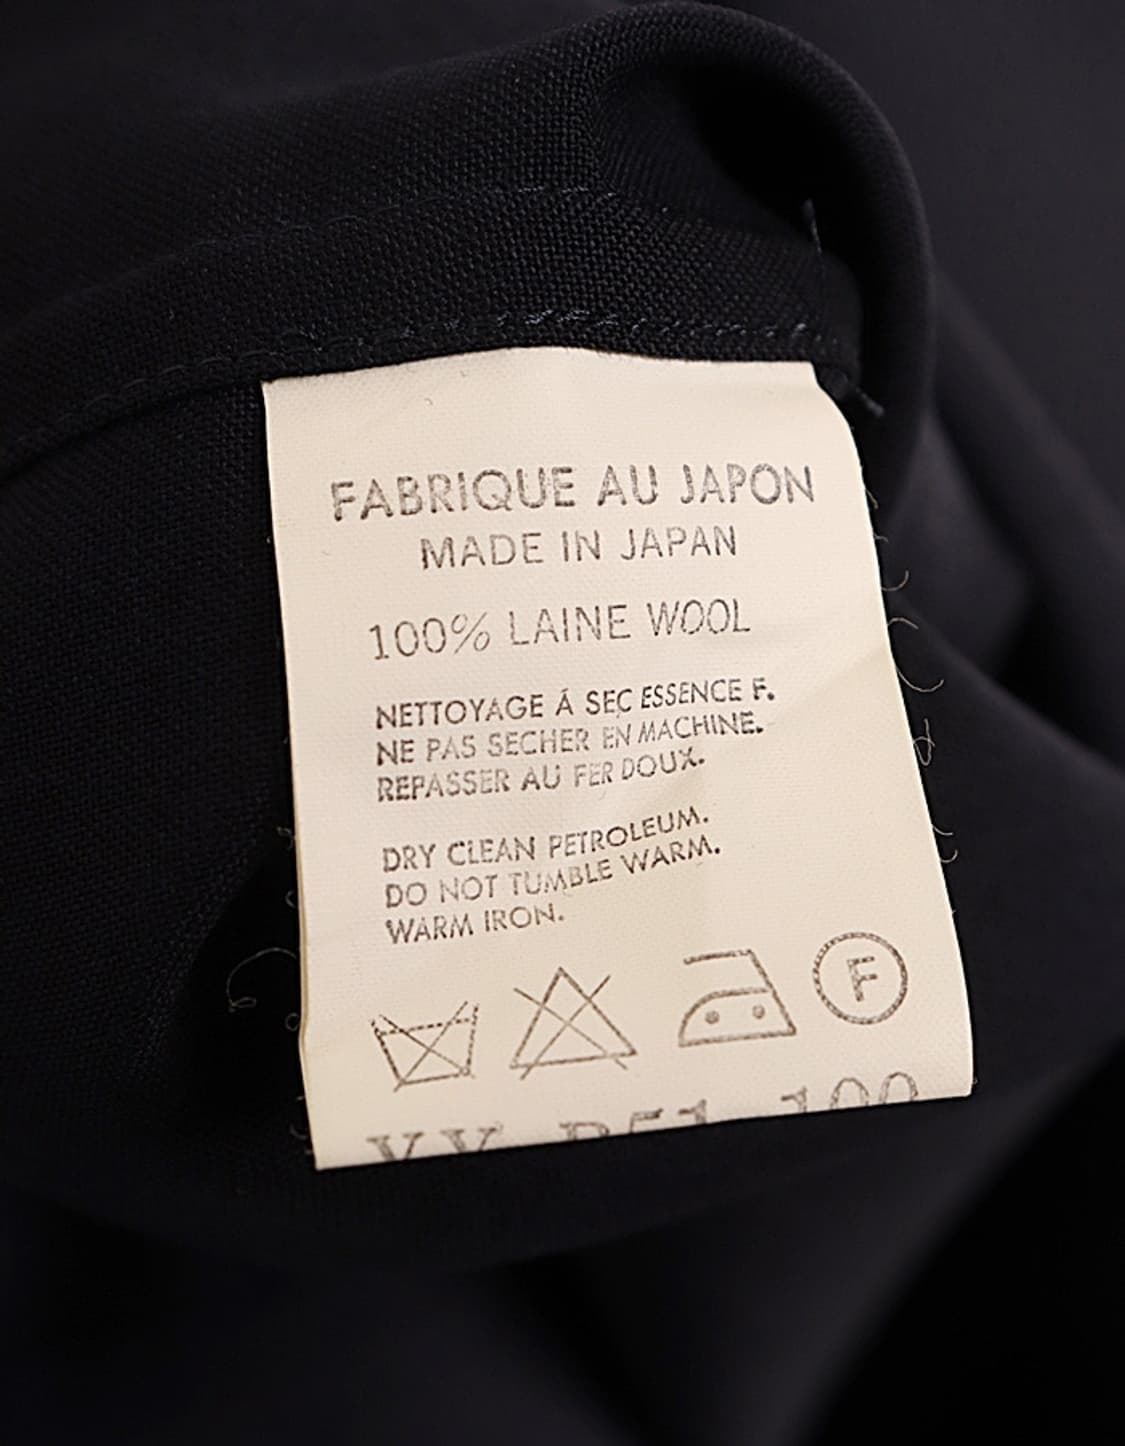 FABRIQUE AU JAPON
MADE IN JAPAN
100% LAINE WOOL
NETTOYAGE Á SEC ESSENCE F.
NE PAS SECHER EN MACHINE.
REPASSER AU FER DOUX.
DRY CLEAN PETROLEUM.
DO NOT TUMBLE WARM.
WARM IRON.
F